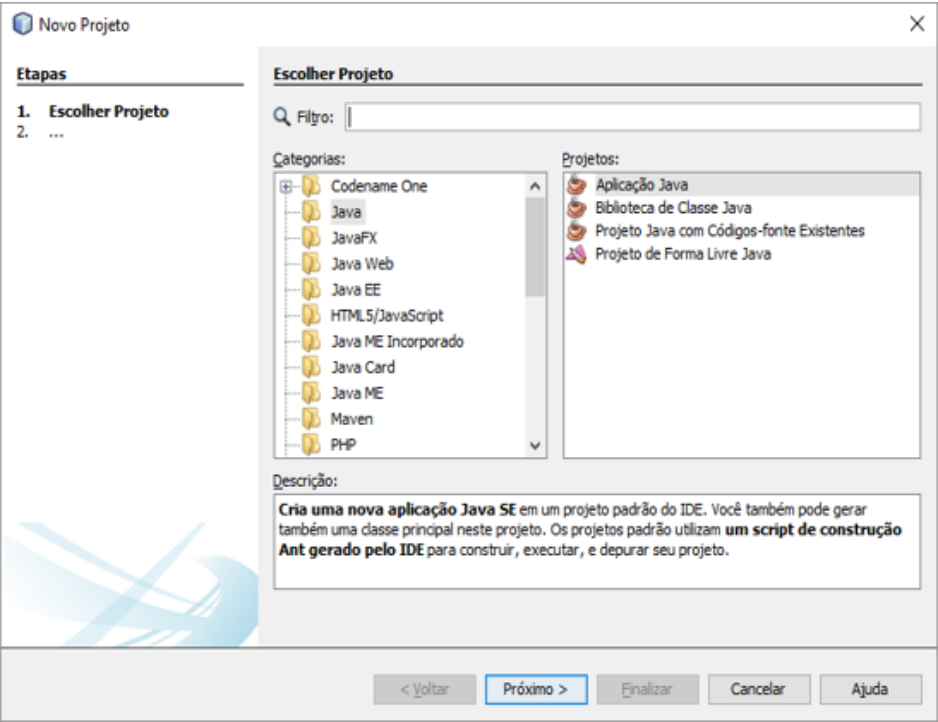 Novo Projeto
Etapas
1. Escolher Projeto
2. ...
Escolher Projeto
Filtro:
Categorias:
Codename One
Java
JavaFX
Java Web
Java EE
HTML5/JavaScript
Java ME Incorporado
Java Card
Java ME
Maven
PHP
Projetos:
Aplicação Java
Biblioteca de Classe Java
Projeto Java com Códigos-fonte Existentes
Projeto de Forma Livre Java
Descrição:
Cria uma nova aplicação Java SE em um projeto padrão do IDE. Você também pode gerar
também uma classe principal neste projeto. Os projetos padrão utilizam um script de construção
Ant gerado pelo IDE para construir, executar, e depurar seu projeto.
< Voltar
Próximo >
Finalizar
Cancelar
Ajuda